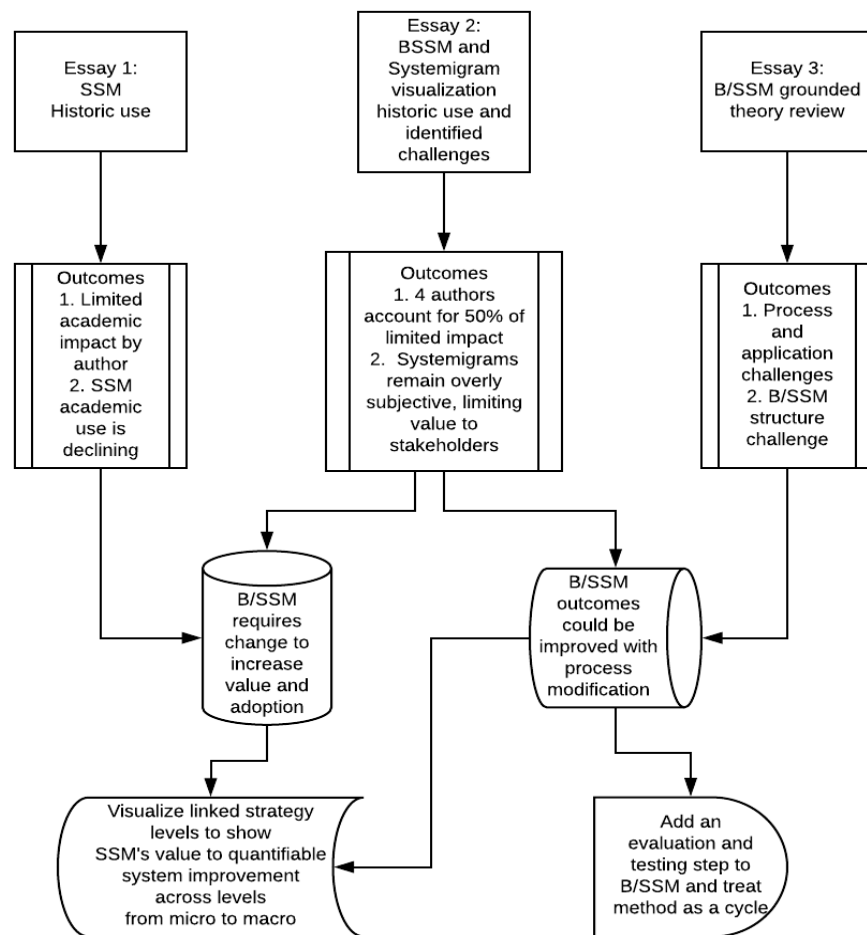 Essay 1:
SSM
Historic use
Essay 2:
BSSM and
Systemigram
visualization
historic use and
identified
challenges
Essay 3:
B/SSM grounded
theory review
Outcomes
1. Limited
academic
impact by
author
2. SSM
academic
use is
declining
Outcomes
1. 4 authors
account for 50% of
limited impact
2. Systemigrams
remain overly
subjective, limiting
value to
stakeholders
Outcomes
1. Process
and
application
challenges
2. B/SSM
structure
challenge
B/SSM
requires
change to
increase
value and
adoption
B/SSM
outcomes
could be
improved with
process
modification
Visualize linked strategy
levels to show
SSM's value to quantifiable
system improvement
across levels
from micro to macro
Add an
evaluation and
testing step to
B/SSM and treat
method as a cycle